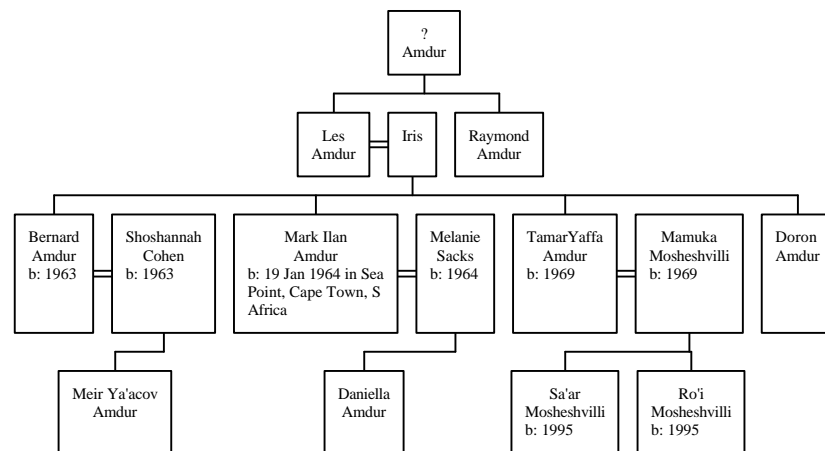 ?
Amdur
Les
Amdur
Iris
Raymond
Amdur
Bernard
Amdur
b: 1963
Shoshannah
Cohen
b: 1963
Mark Ilan
Amdur
b: 19 Jan 1964 in Sea
Point, Cape Town, S
Africa
Melanie
Sacks
b: 1964
TamarYaffa
Amdur
b: 1969
Mamuka
Mosheshvilli
b: 1969
Doron
Amdur
Meir Ya'acov
Amdur
Daniella
Amdur
Sa'ar
Mosheshvilli
b: 1995
Ro'i
Mosheshvilli
b: 1995